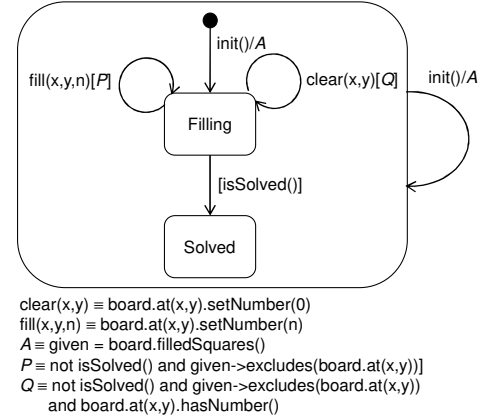 init()/A
fill(x,y,n)[P]
clear(x,y)[Q]
init()/A
Filling
[isSolved()]
Solved
clear(x,y) ≡ board.at(x,y).setNumber(0)
fill(x,y,n) ≡ board.at(x,y).setNumber(n)
A ≡ given = board.filledSquares()
P ≡ not isSolved() and given->excludes(board.at(x,y))]
Q ≡ not isSolved() and given->excludes(board.at(x,y))
and board.at(x,y).hasNumber()